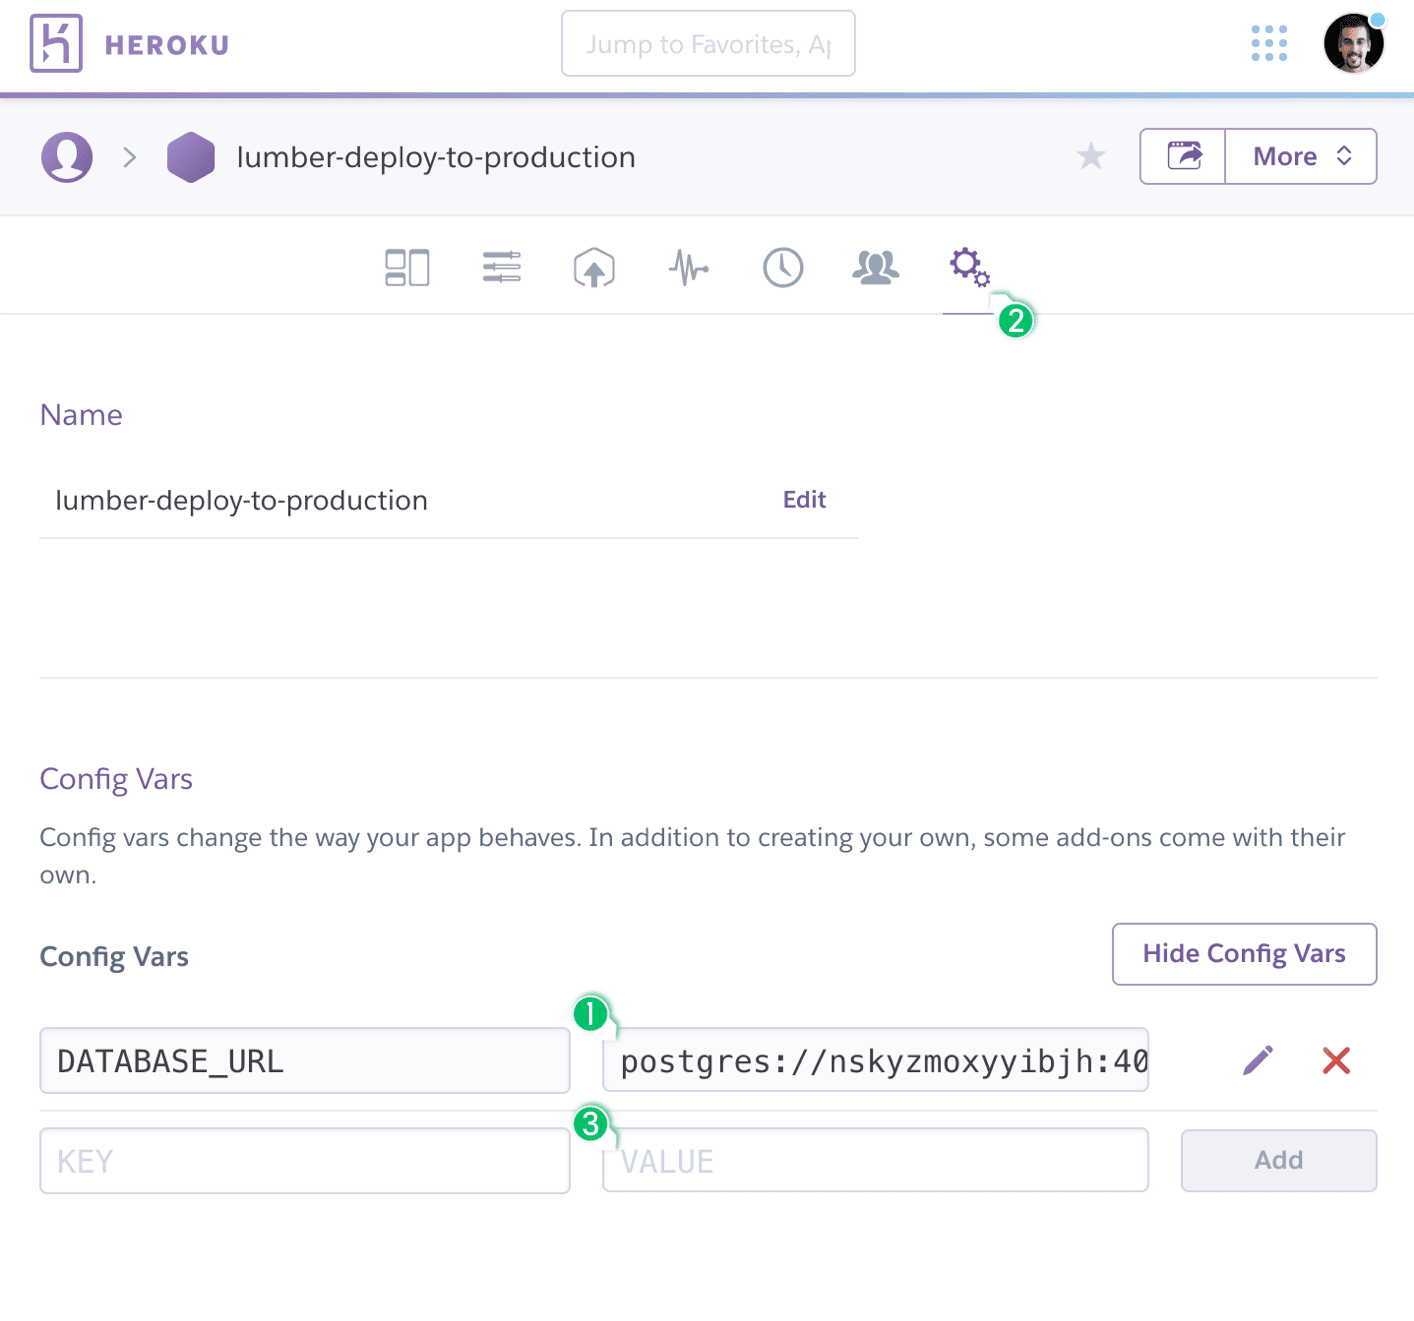 HEROKU
Jump to Favorites, Ap
lumber-deploy-to-production
More
2
Name
lumber-deploy-to-production
Edit
Config Vars
Config vars change the way your app behaves. In addition to creating your own, some add-ons come with their
own.
Config Vars
Hide Config Vars
1
DATABASE_URL
postgres://nskyzmoxyyibjh:40
3
KEY
VALUE
Add